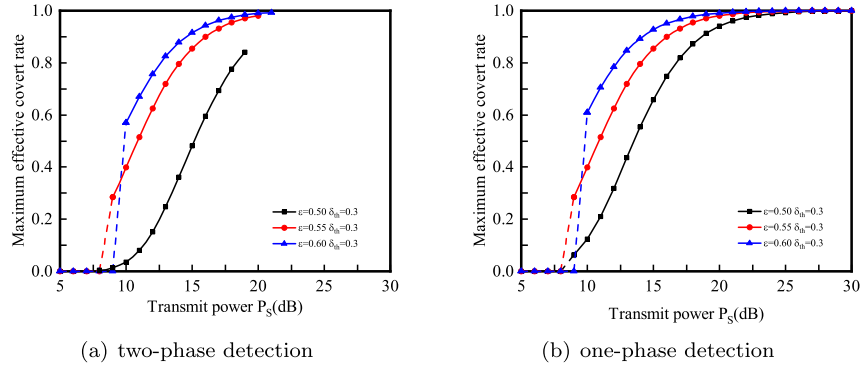 Maximum effective covert rate
1.0
0.8
0.6
0.4
0.2
0.0
ε=0.50 δth=0.3
ε=0.55 δth=0.3
ε=0.60 δth=0.3
5 10 15 20 25 30
Transmit power PS(dB)
(a) two-phase detection
Maximum effective covert rate
1.0
0.8
0.6
0.4
0.2
0.0
ε=0.50 δth=0.3
ε=0.55 δth=0.3
ε=0.60 δth=0.3
5 10 15 20 25 30
Transmit power PS(dB)
(b) one-phase detection